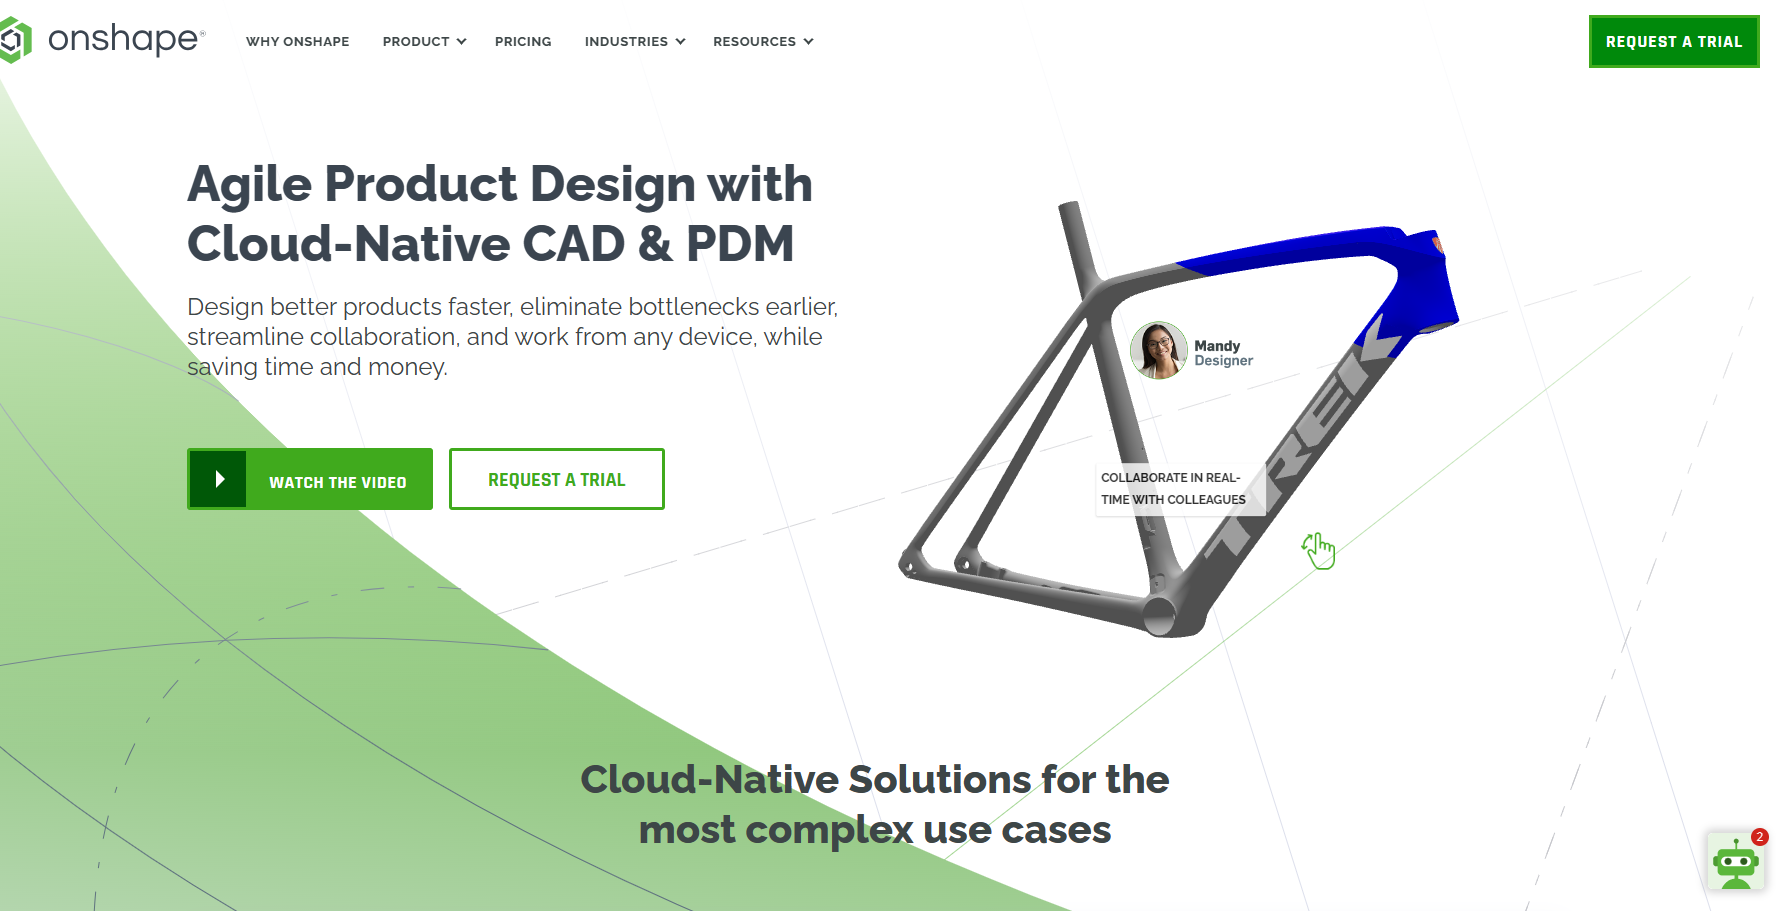 onshape®
WHY ONSHAPE
PRODUCT
PRICING
INDUSTRIES
RESOURCES
REQUEST A TRIAL
Agile Product Design with
Cloud-Native CAD & PDM
Design better products faster, eliminate bottlenecks earlier,
streamline collaboration, and work from any device, while
saving time and money.
WATCH THE VIDEO
REQUEST A TRIAL
Mandy
Designer
TREK
COLLABORATE IN REAL-
TIME WITH COLLEAGUES
Cloud-Native Solutions for the
most complex use cases
2